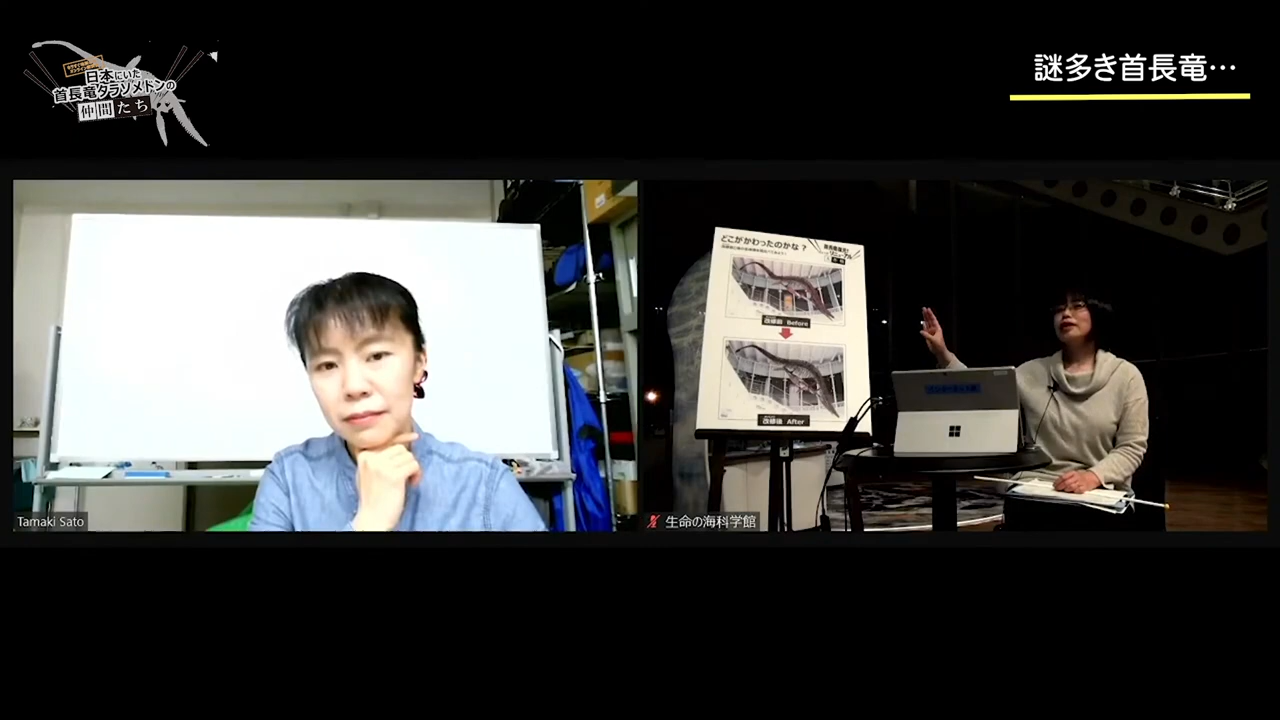 日本にいた
首長竜タラソメドンの
仲間たち
謎多き首長竜…
どこがかわったのかな？
改修前 Before
改修後 After
Tamaki Sato
生命の海科学館